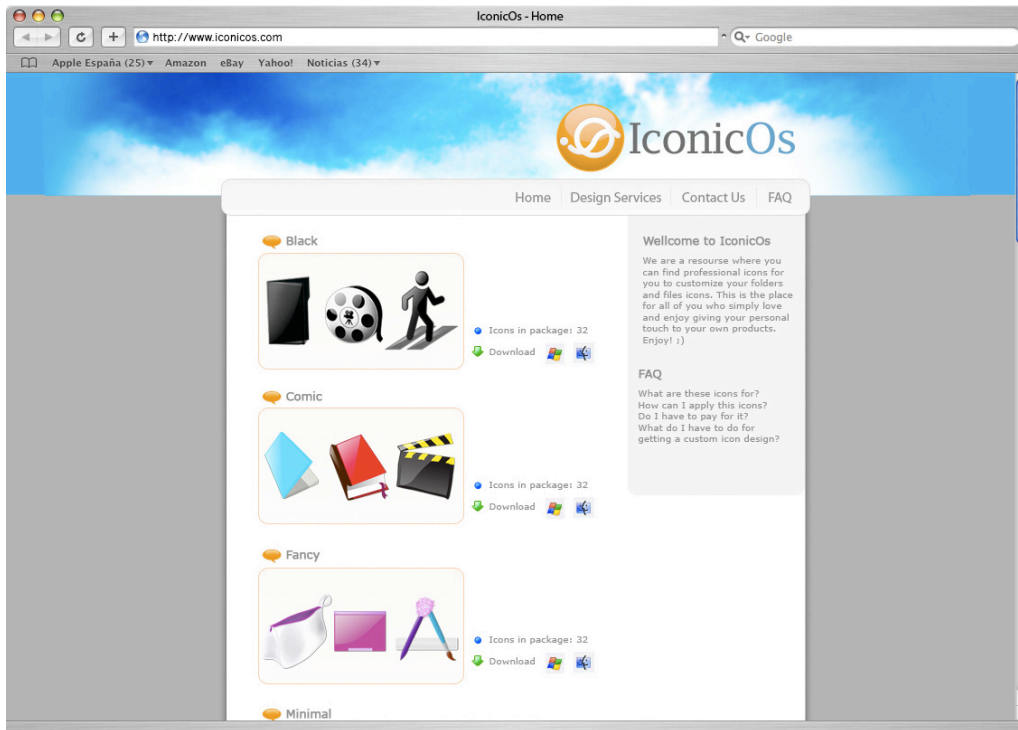 IconicOs - Home
http://www.iconicos.com
Google
Apple España (25) Amazon eBay Yahoo! Noticias (34)
IconicOs
Home Design Services Contact Us FAQ
Black
Icons in package: 32
Download
Comic
Icons in package: 32
Download
Fancy
Icons in package: 32
Download
Minimal
Wellcome to IconicOs
We are a resourse where you
can find professional icons for
you to customize your folders
and files icons. This is the place
for all of you who simply love
and enjoy giving your personal
touch to your own products.
Enjoy! ;)
FAQ
What are these icons for?
How can I apply this icons?
Do I have to pay for it?
What do I have to do for
getting a custom icon design?